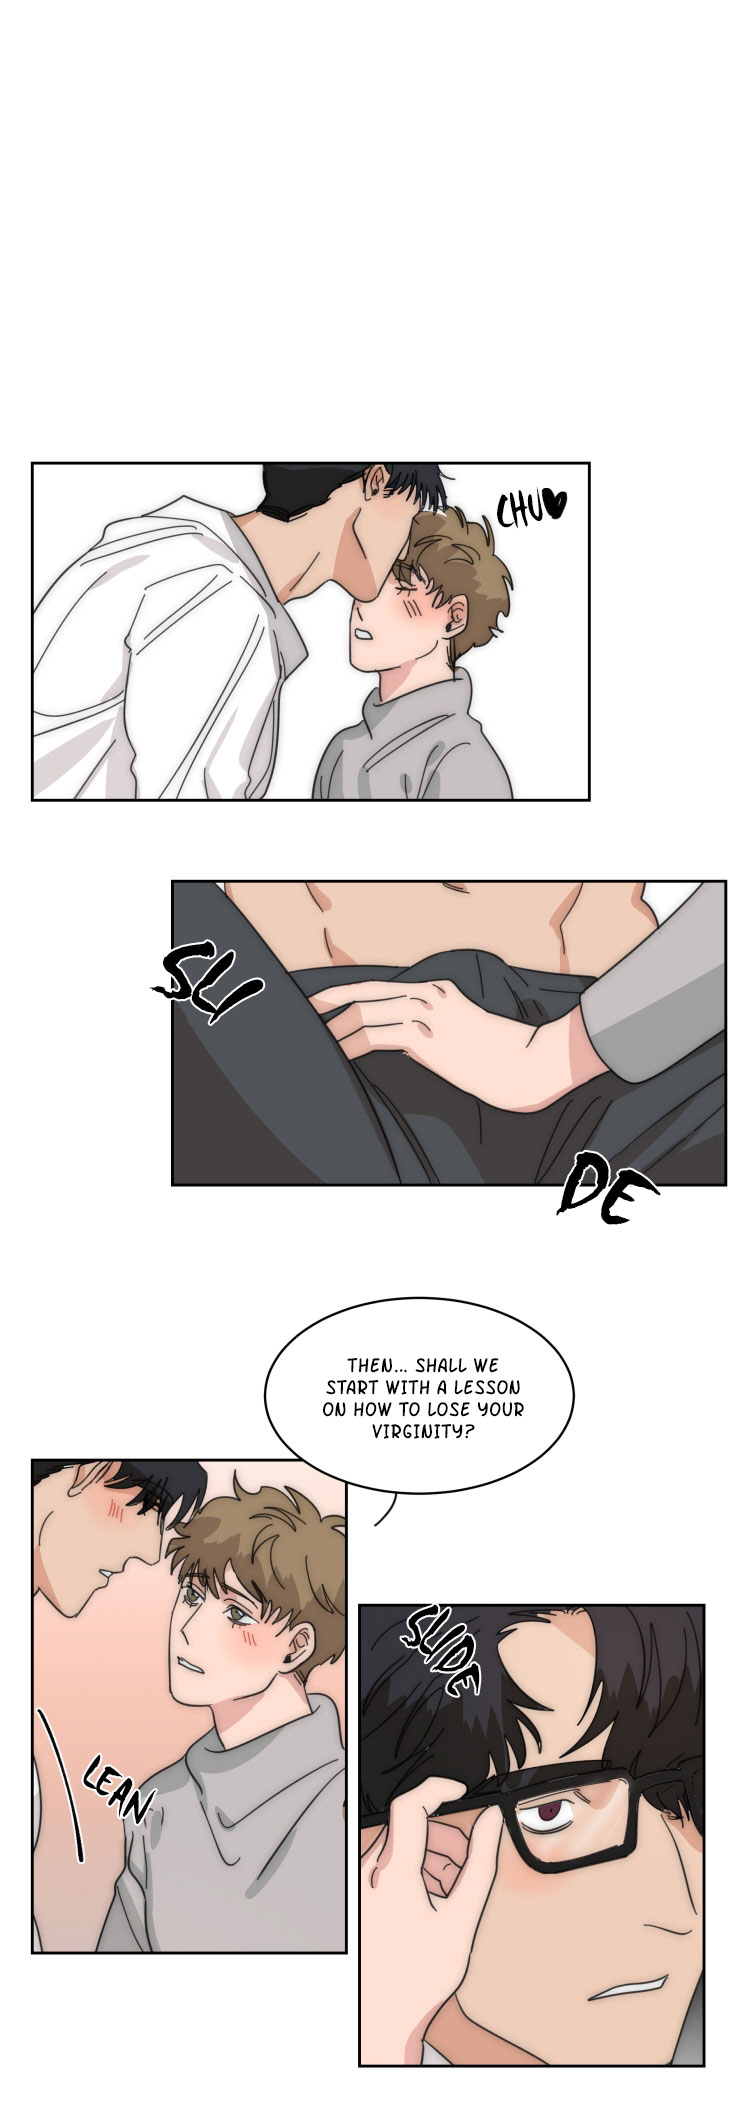 CHU♥
SLI
DE
THEN... SHALL WE
START WITH A LESSON
ON HOW TO LOSE YOUR
VIRGINITY?
SLIDE
LEAN